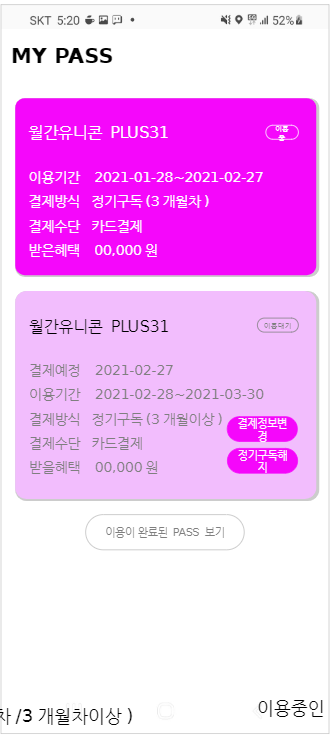 SKT 5:20 52%
MY PASS
월간유니콘 PLUS31
이용
중
이용기간 2021-01-28~2021-02-27
결제방식 정기구독 (3 개월차 )
결제수단 카드결제
받은혜택 00,000 원
월간유니콘 PLUS31
이용대기
결제예정 2021-02-27
이용기간 2021-02-28~2021-03-30
결제방식 정기구독 (3 개월이상 )
결제정보변
경
결제수단 카드결제
정기구독해
지
받을혜택 00,000 원
이용이 완료된 PASS 보기
이용중인
차 /3 개월차이상 )